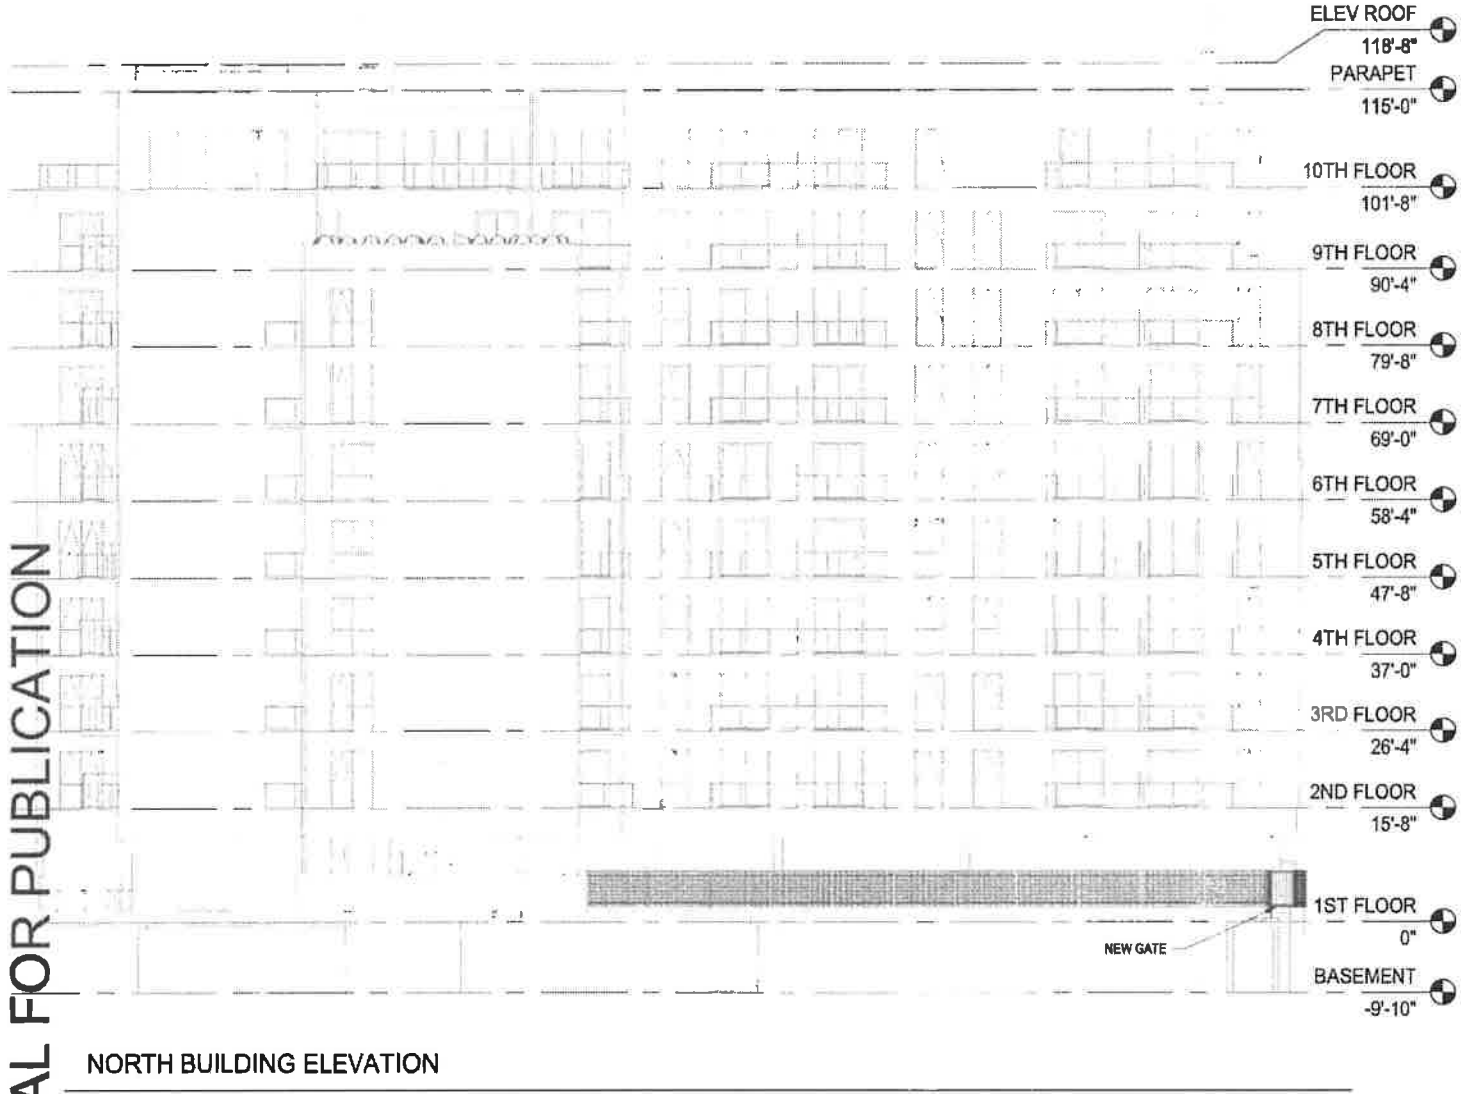 ELEV ROOF
118'-8"
PARAPET
115'-0"
10TH FLOOR
101'-8"
9TH FLOOR
90'-4"
8TH FLOOR
79'-8"
7TH FLOOR
69'-0"
6TH FLOOR
58'-4"
5TH FLOOR
47'-8"
4TH FLOOR
37'-0"
3RD FLOOR
26'-4"
2ND FLOOR
15'-8"
1ST FLOOR
0"
NEW GATE
BASEMENT
-9'-10"
NORTH BUILDING ELEVATION
AL FOR PUBLICATION